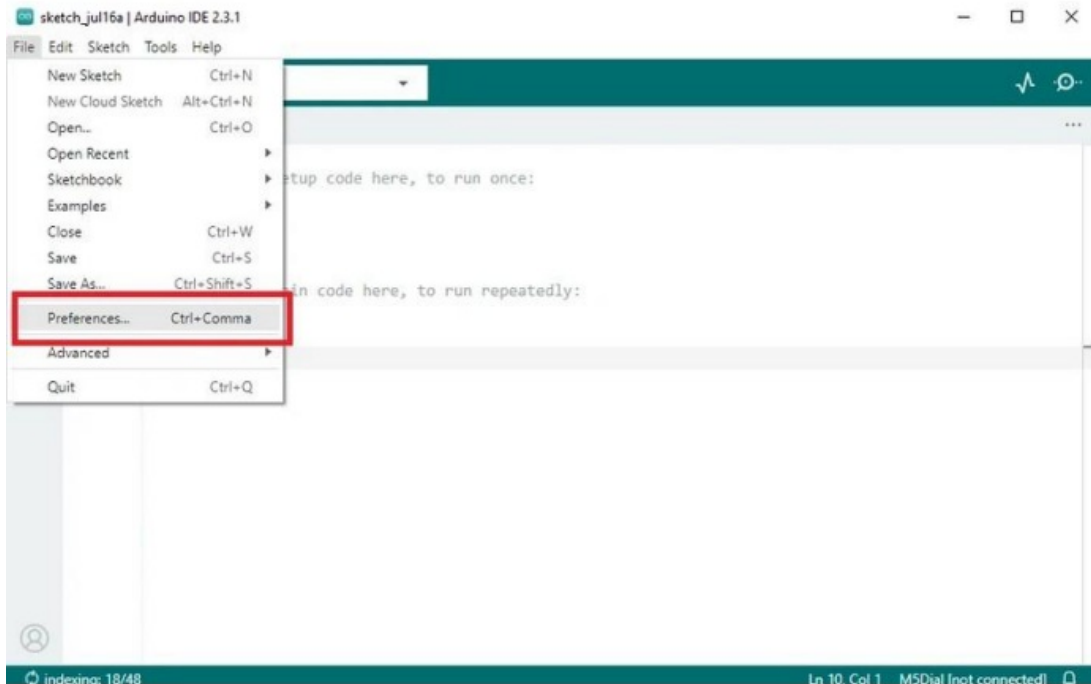 sketch_jul16a | Arduino IDE 2.3.1
File Edit Sketch Tools Help
New Sketch Ctrl+N
New Cloud Sketch Alt+Ctrl+N
Open... Ctrl+O
Open Recent
Sketchbook
etup code here, to run once:
Examples
Close Ctrl+W
Save Ctrl+S
Save As... Ctrl+Shift+S
in code here, to run repeatedly:
Preferences... Ctrl+Comma
Advanced
Quit Ctrl+Q
indexing: 18/48 Ln 10, Col 1 M5Dial [not connected]